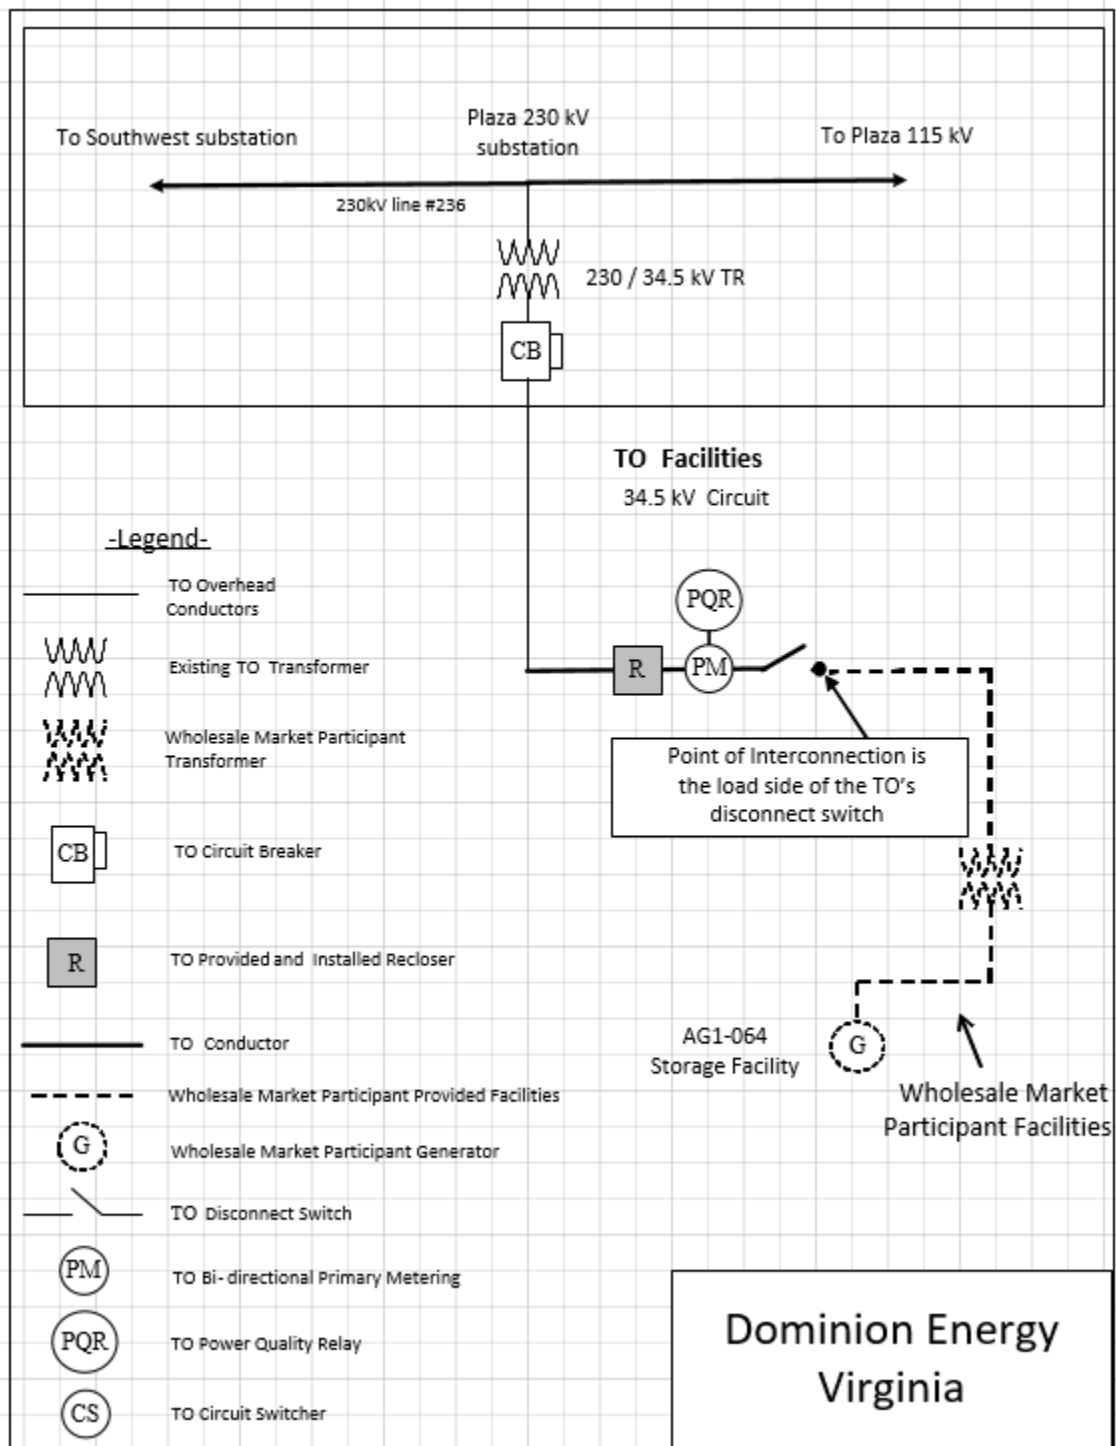 To Southwest substation
Plaza 230 kV
substation
To Plaza 115 kV
230kV line #236
230 / 34.5 kV TR
CB
TO Facilities
34.5 kV Circuit
-Legend-
TO Overhead
Conductors
Existing TO Transformer
Wholesale Market Participant
Transformer
CB
TO Circuit Breaker
R
TO Provided and Installed Recloser
TO Conductor
Wholesale Market Participant Provided Facilities
G
Wholesale Market Participant Generator
TO Disconnect Switch
PM
TO Bi-directional Primary Metering
PQR
TO Power Quality Relay
CS
TO Circuit Switcher
PQR
R
PM
Point of Interconnection is
the load side of the TO's
disconnect switch
AG1-064
Storage Facility
G
Wholesale Market
Participant Facilities
Dominion Energy
Virginia